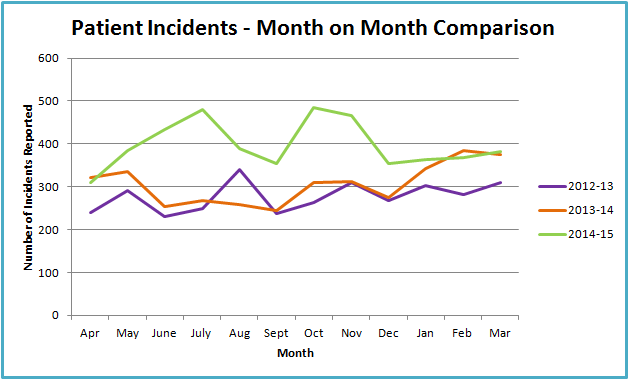 Patient Incidents - Month on Month Comparison
600
500
400
300
200
100
0
Number of Incidents Reported
Apr May June July Aug Sept Oct Nov Dec Jan Feb Mar
Month
2012-13
2013-14
2014-15